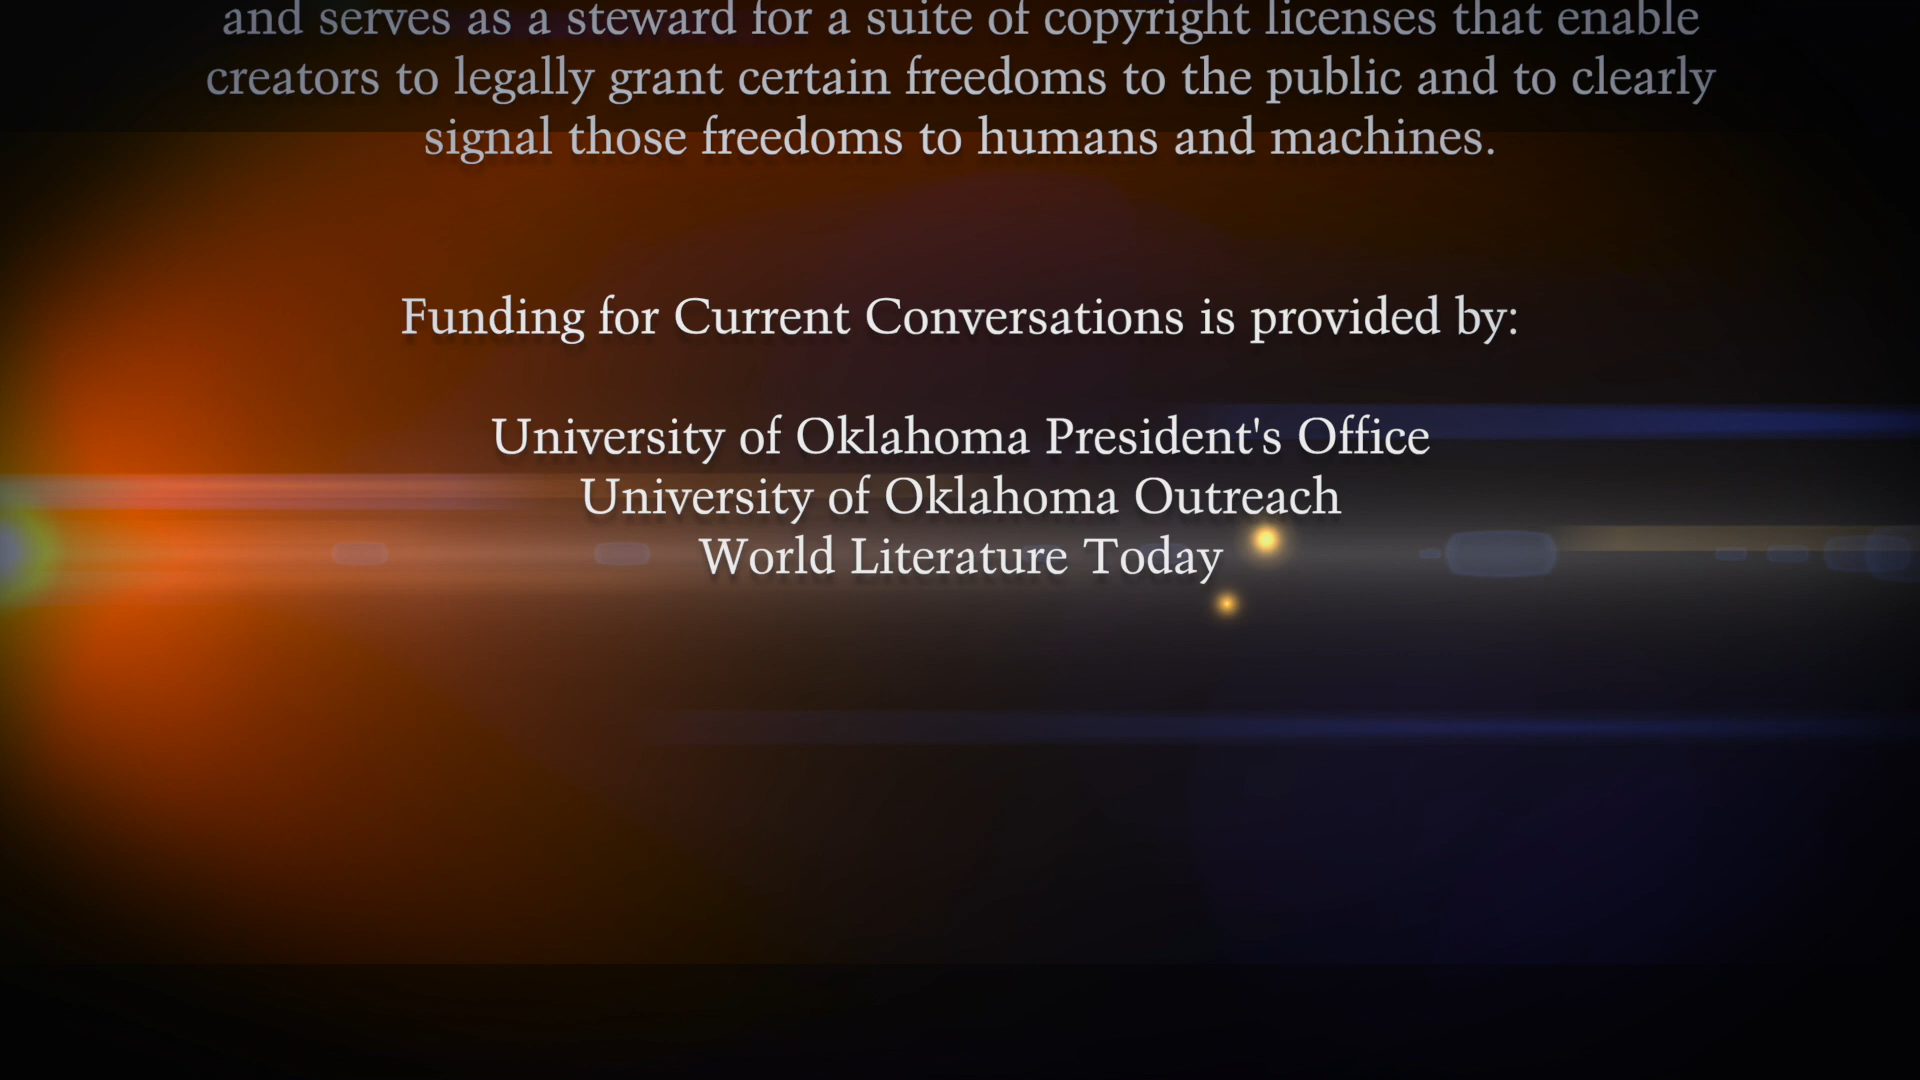 and serves as a steward for a suite of copyright licenses that enable
creators to legally grant certain freedoms to the public and to clearly
signal those freedoms to humans and machines.
Funding for Current Conversations is provided by:
University of Oklahoma President's Office
University of Oklahoma Outreach
World Literature Today